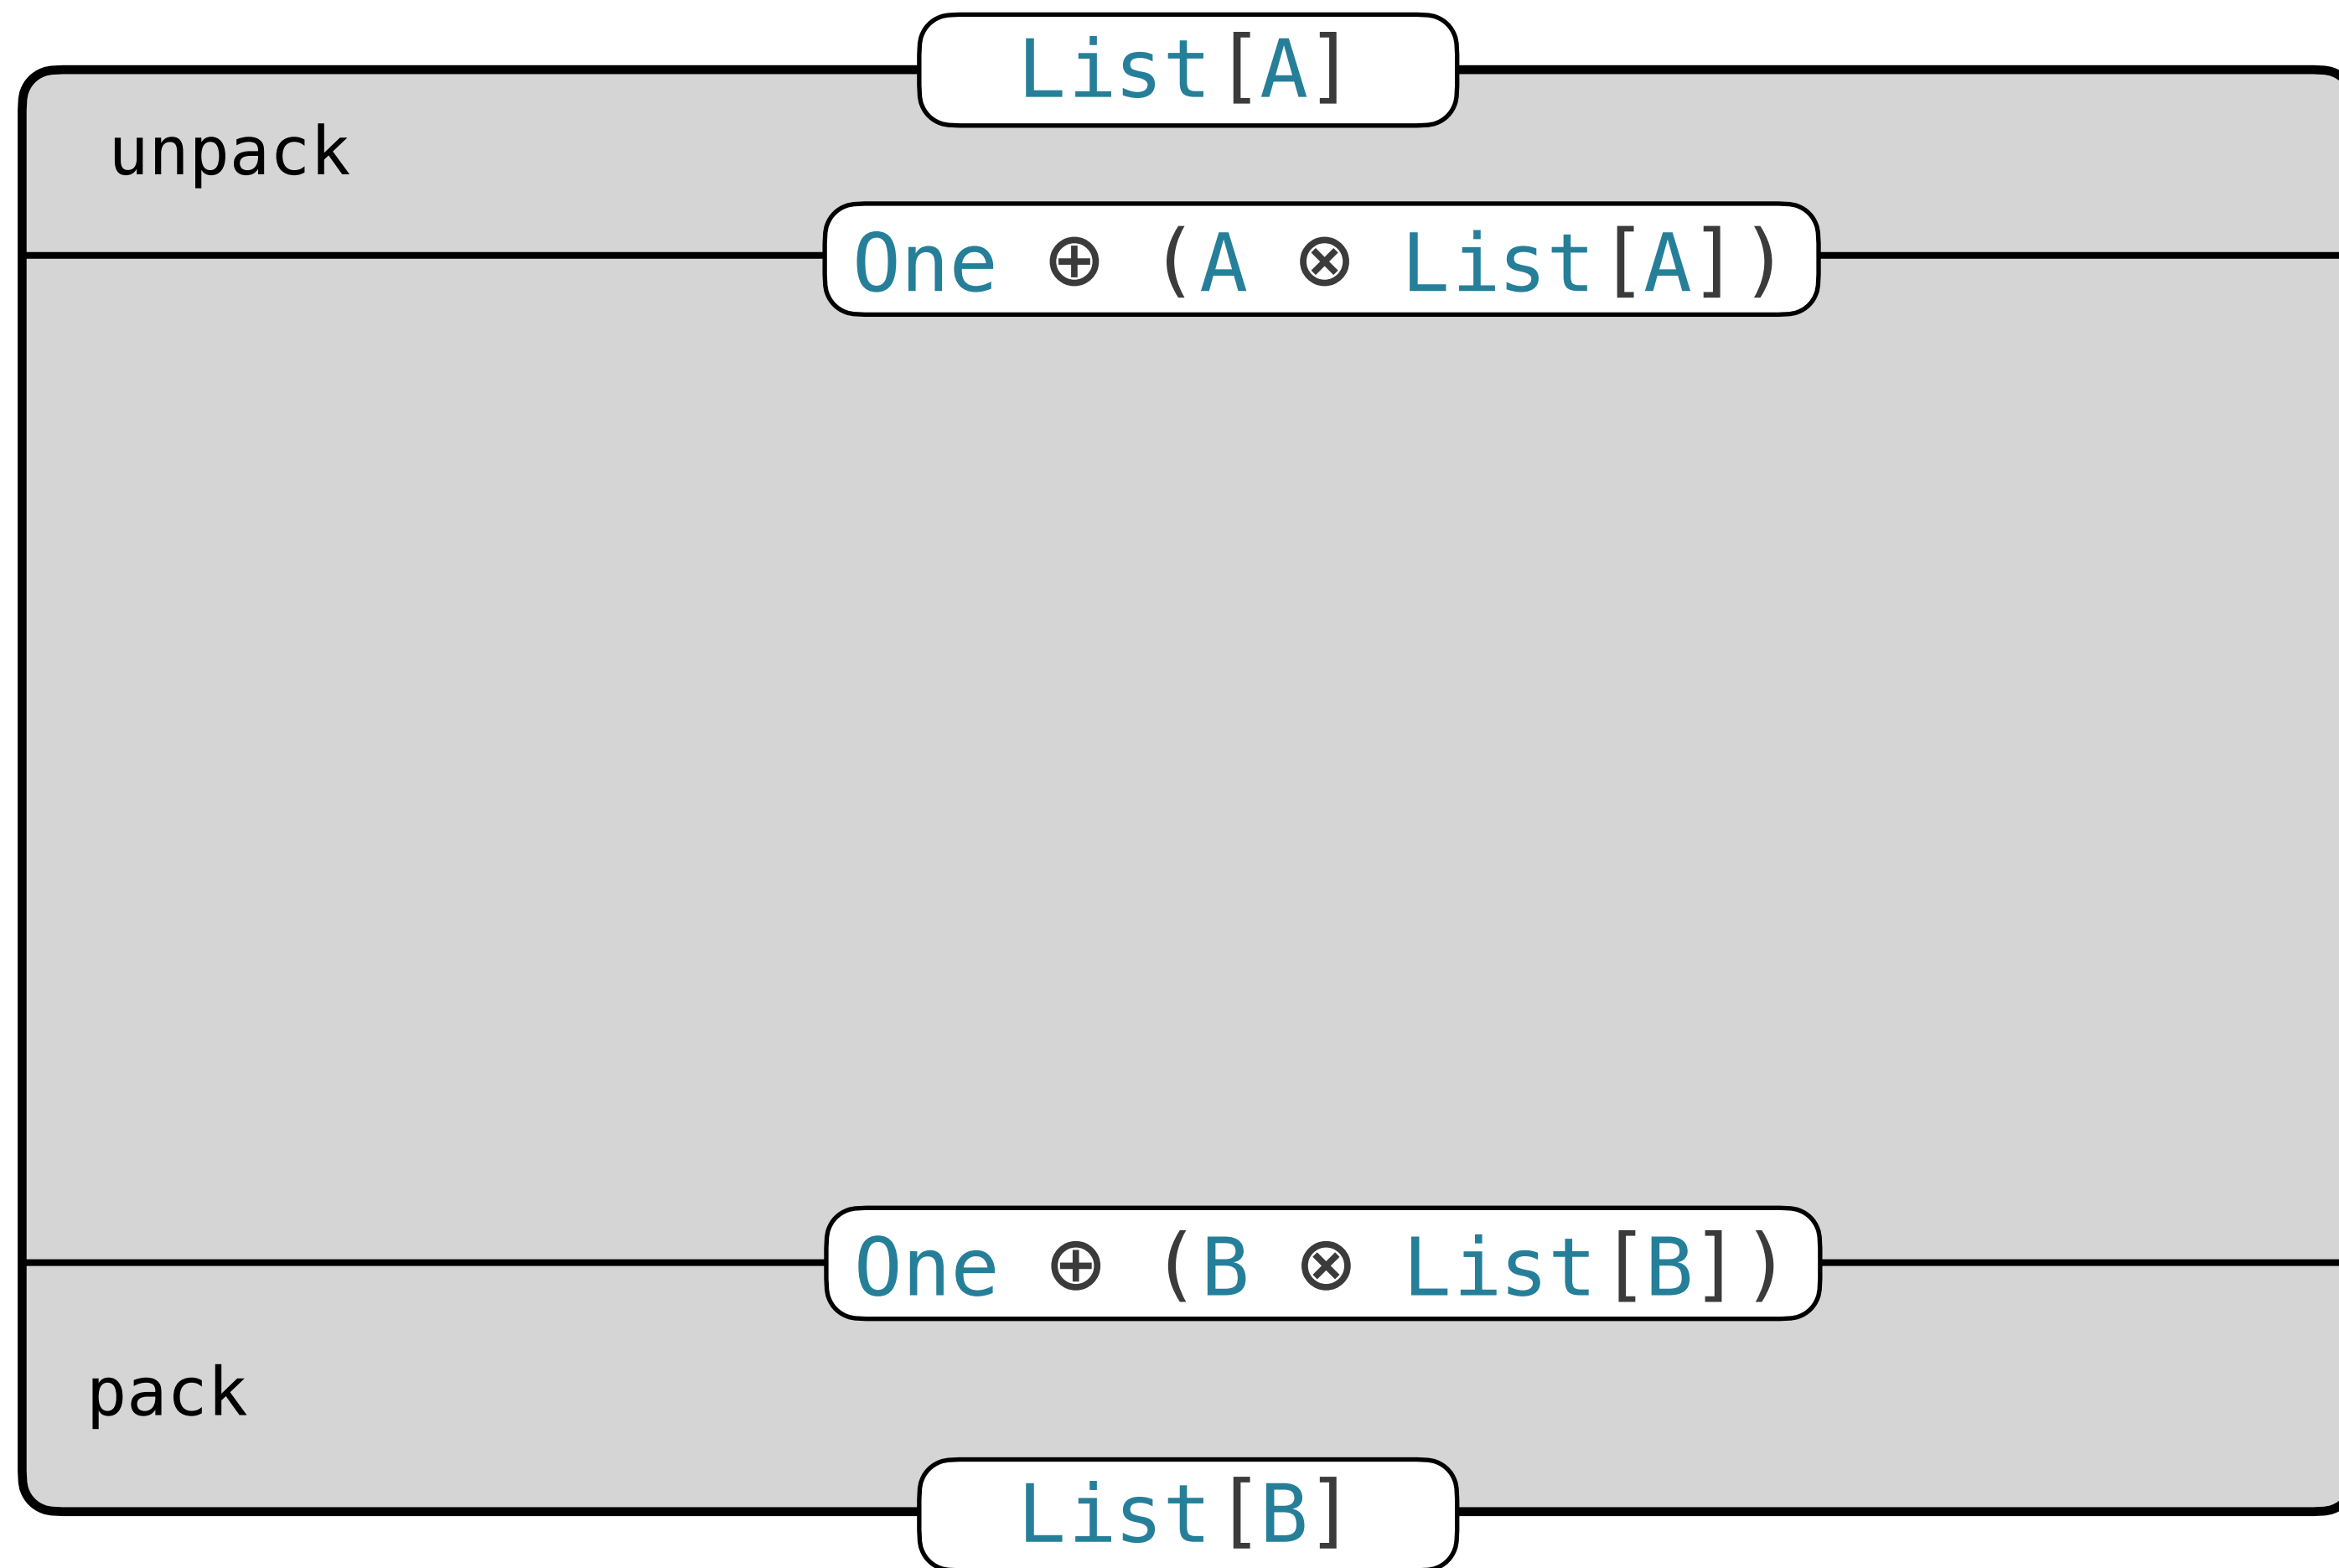 List[A]
unpack
One ⊕ (A ⊗ List[A])
One ⊕ (B ⊗ List[B])
pack
List[B]